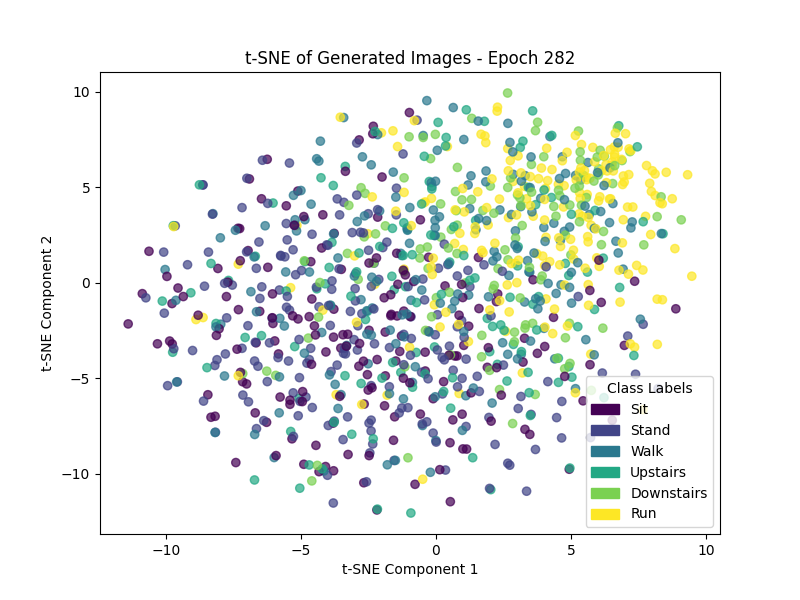 t-SNE of Generated Images - Epoch 282
10
5
0
−5
−10
t-SNE Component 2
Class Labels
Sit
Stand
Walk
Upstairs
Downstairs
Run
−10
−5
0
5
10
t-SNE Component 1